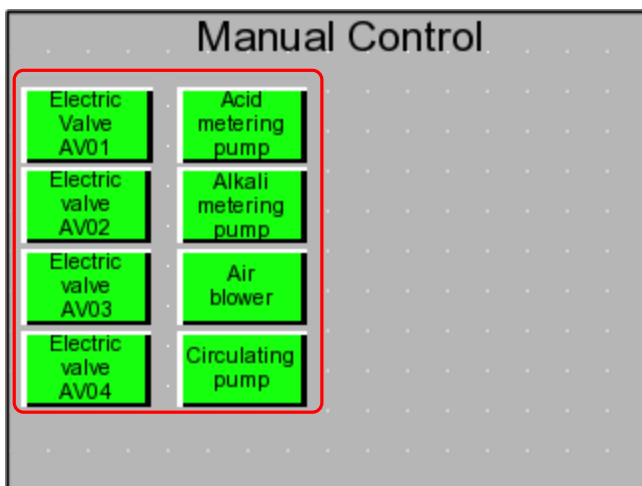 Manual Control
Electric
Valve
AV01
Acid
metering
pump
Electric
valve
AV02
Alkali
metering
pump
Electric
valve
AV03
Air
blower
Electric
valve
AV04
Circulating
pump